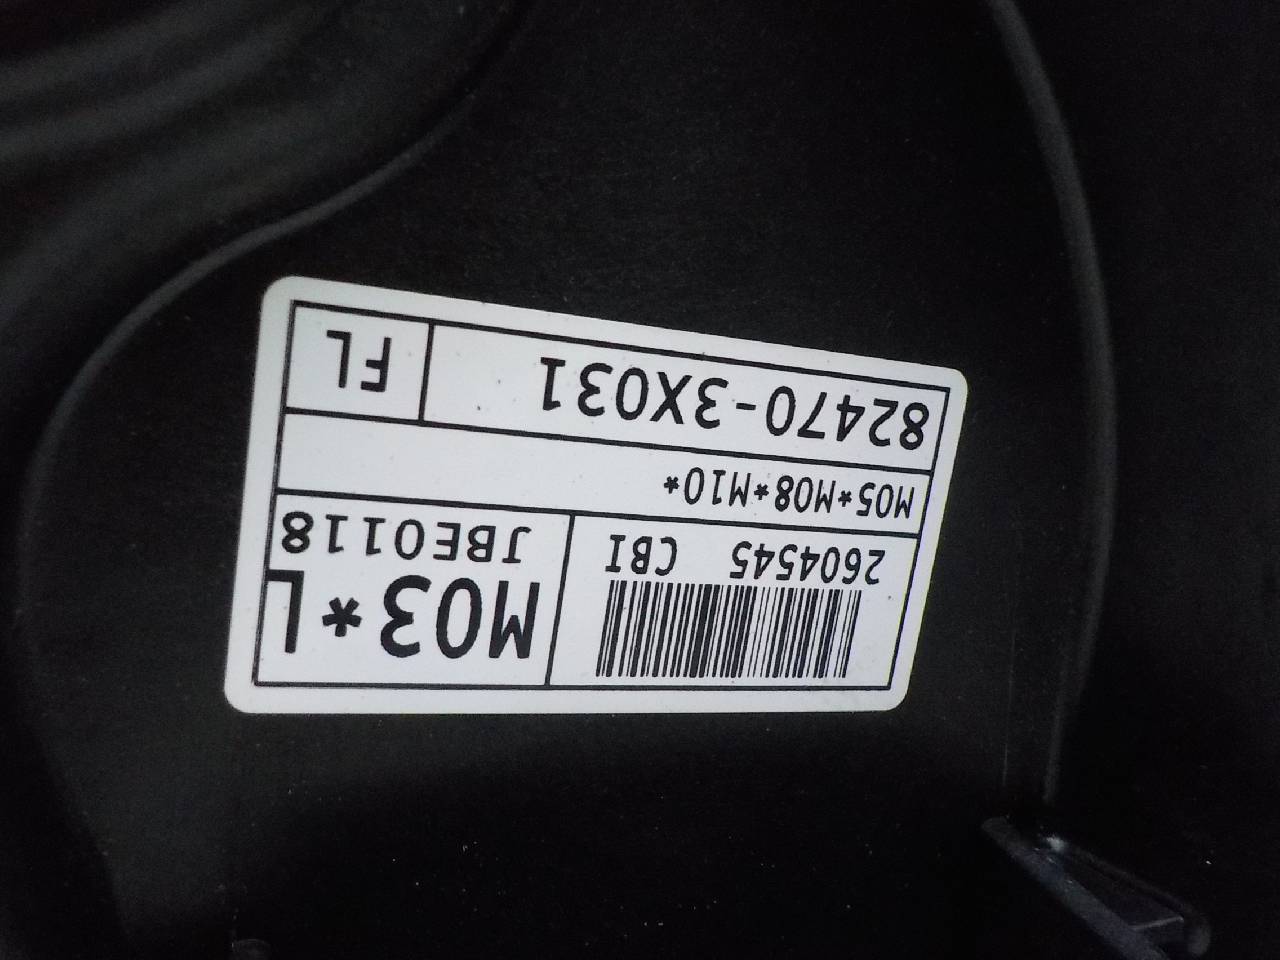 82470-3X031 FL
M05*M08*M10*
2604545 CBI
JBE0118
M03*L